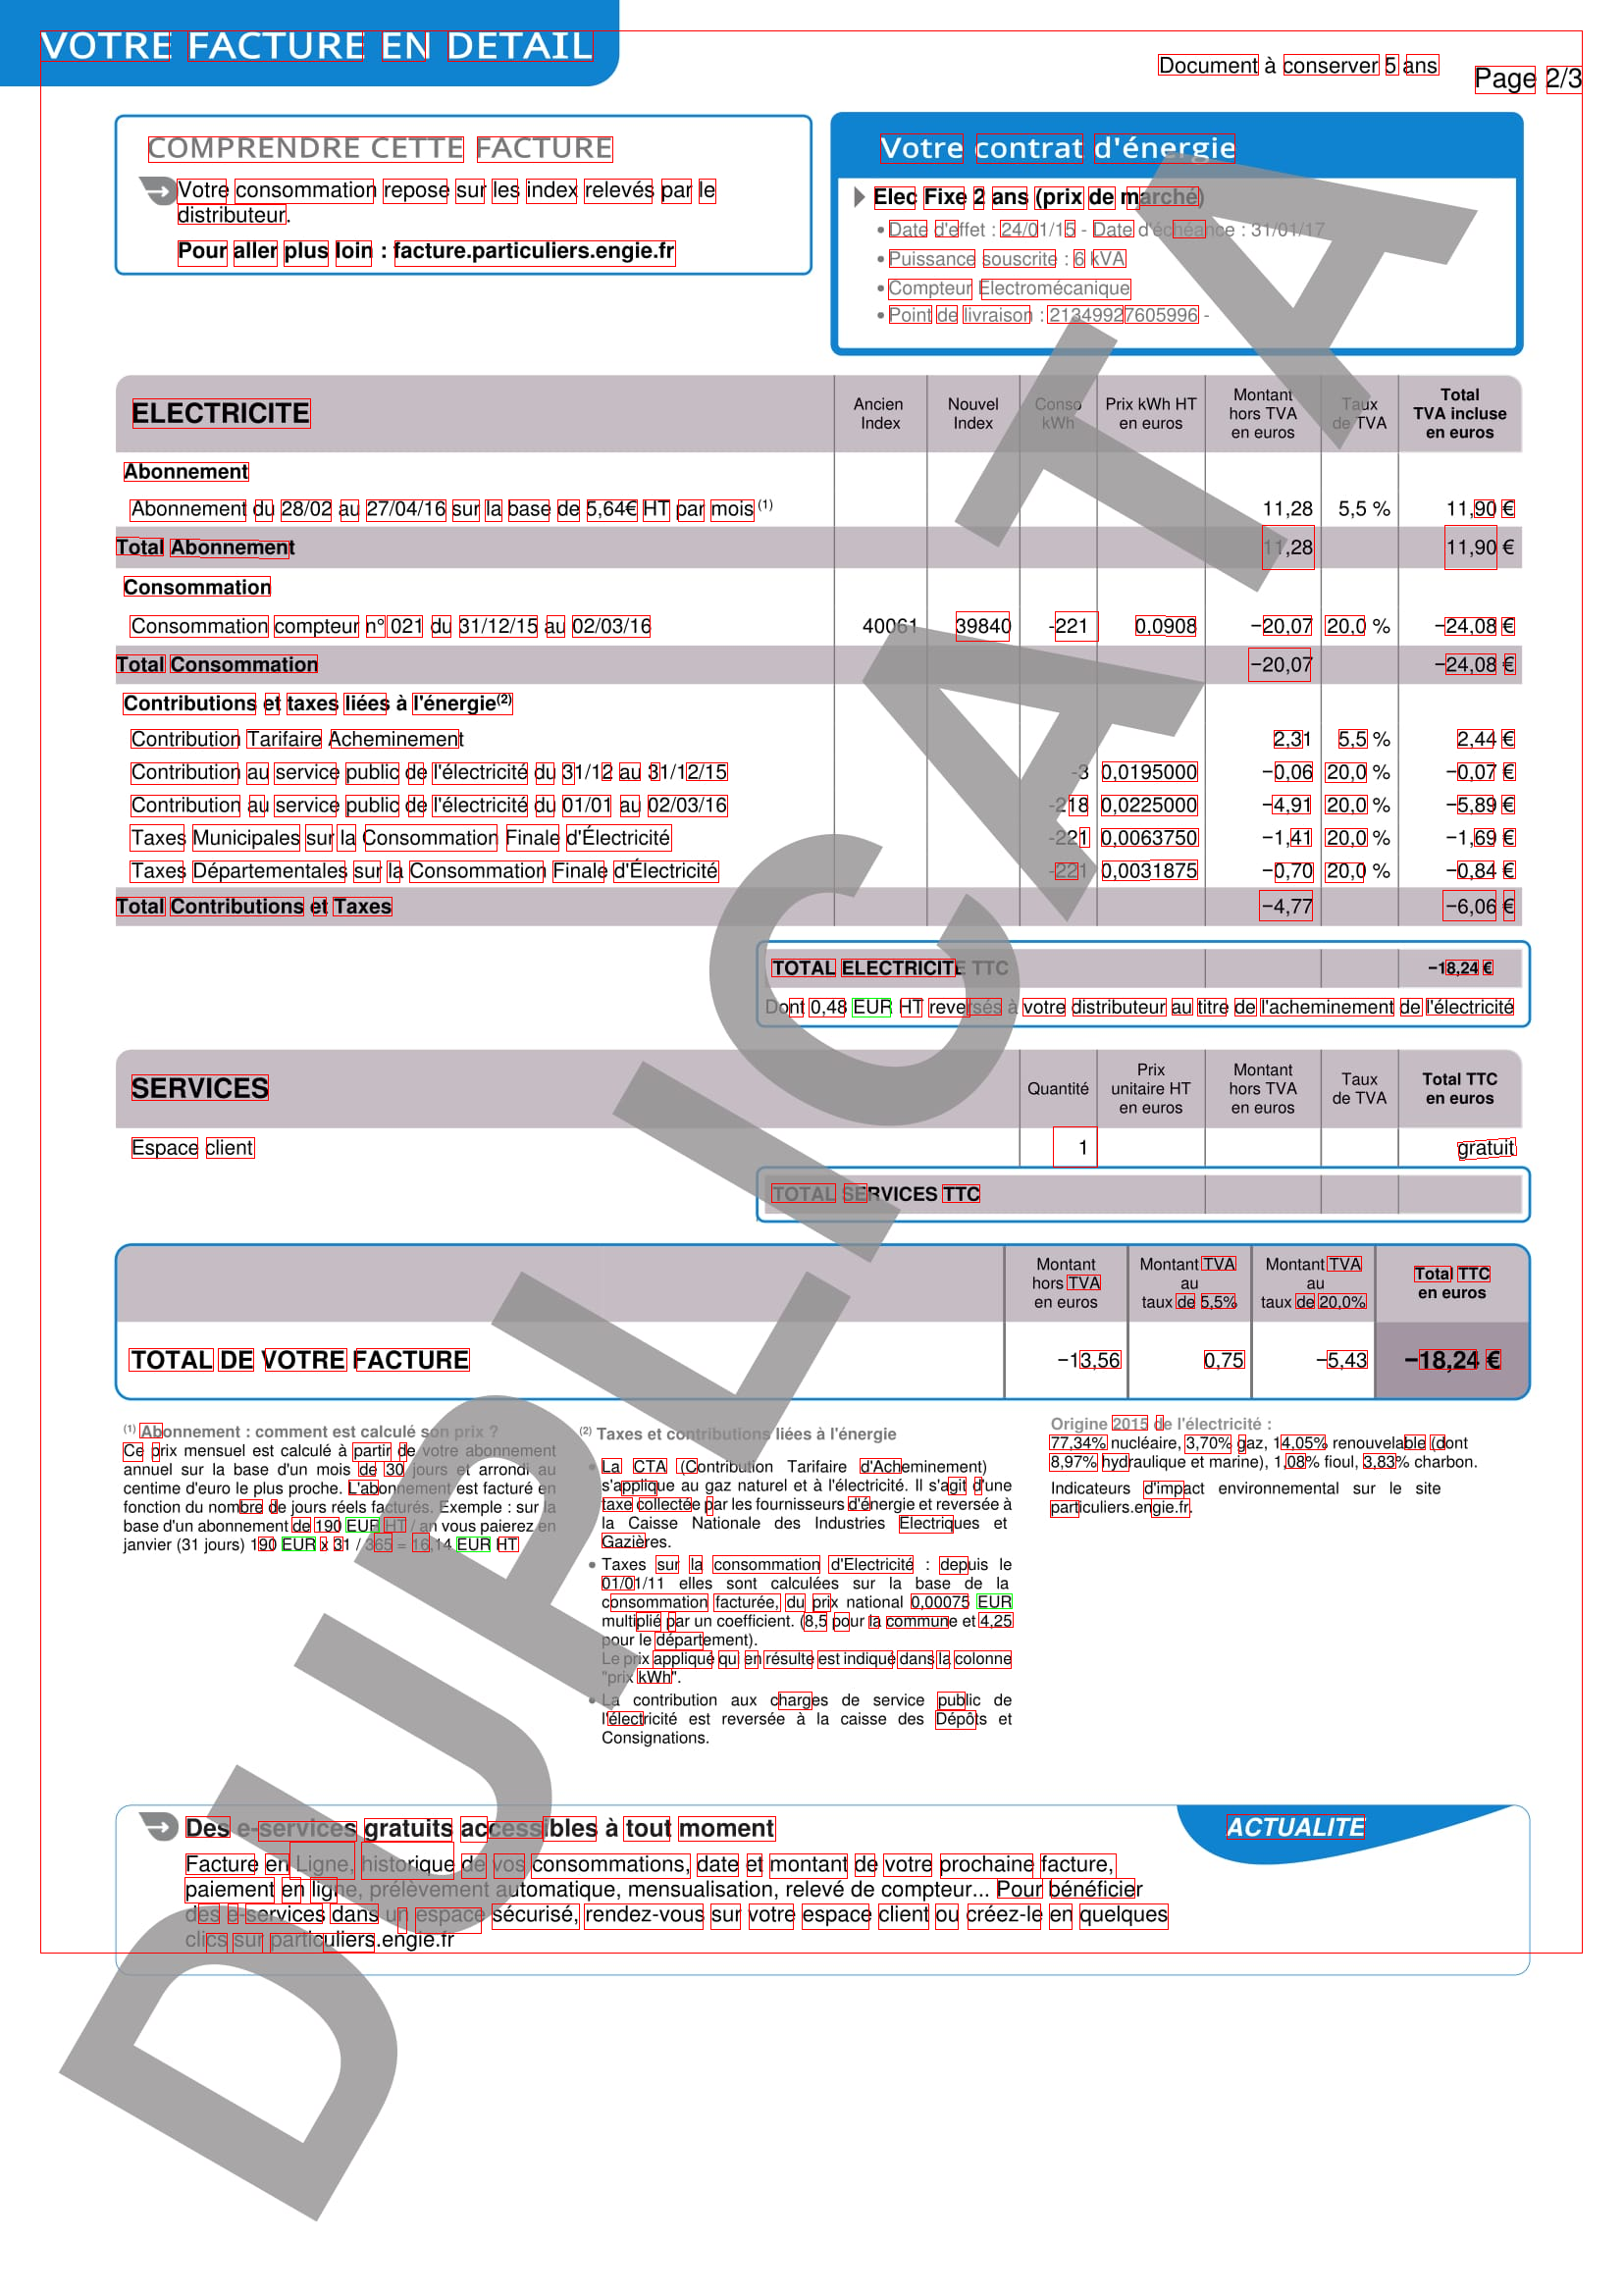 VOTRE FACTURE EN DETAIL
Document à conserver 5 ans
Page 2/3
COMPRENDRE CETTE FACTURE
Votre consommation repose sur les index relevés par le
distributeur.
Pour aller plus loin : facture.particuliers.engie.fr
Votre contrat d'énergie
Elec Fixe 2 ans (prix de marché)
• Date d'effet : 24/01/15 - Date d'échéance : 31/01/17
• Puissance souscrite : 6 kVA
• Compteur Electromécanique
• Point de livraison : 21349927605996 -
ELECTRICITE
Ancien Index
Nouvel Index
Conso kWh
Prix kWh HT en euros
Montant hors TVA en euros
Taux de TVA
Total TVA incluse en euros
Abonnement
Abonnement du 28/02 au 27/04/16 sur la base de 5,64€ HT par mois (1) 11,28 5,5 % 11,90 €
Total Abonnement 11,28 11,90 €
Consommation
Consommation compteur n° 021 du 31/12/15 au 02/03/16 40061 39840 -221 0,0908 −20,07 20,0 % −24,08 €
Total Consommation −20,07 −24,08 €
Contributions et taxes liées à l'énergie(2)
Contribution Tarifaire Acheminement 2,31 5,5 % 2,44 €
Contribution au service public de l'électricité du 31/12 au 31/12/15 -3 0,0195000 −0,06 20,0 % −0,07 €
Contribution au service public de l'électricité du 01/01 au 02/03/16 -218 0,0225000 −4,91 20,0 % −5,89 €
Taxes Municipales sur la Consommation Finale d'Électricité -221 0,0063750 −1,41 20,0 % −1,69 €
Taxes Départementales sur la Consommation Finale d'Électricité -221 0,0031875 −0,70 20,0 % −0,84 €
Total Contributions et Taxes −4,77 −6,06 €
TOTAL ELECTRICITE TTC −18,24 €
Dont 0,48 EUR HT reversés à votre distributeur au titre de l'acheminement de l'électricité
SERVICES
Quantité
Prix unitaire HT en euros
Montant hors TVA en euros
Taux de TVA
Total TTC en euros
Espace client 1 gratuit
TOTAL SERVICES TTC
Montant hors TVA en euros
Montant TVA au taux de 5,5%
Montant TVA au taux de 20,0%
Total TTC en euros
TOTAL DE VOTRE FACTURE −13,56 0,75 −5,43 −18,24 €
(1) Abonnement : comment est calculé son prix ?
Ce prix mensuel est calculé à partir de votre abonnement
annuel sur la base d'un mois de 30 jours et arrondi au
centime d'euro le plus proche. L'abonnement est facturé en
fonction du nombre de jours réels facturés. Exemple : sur la
base d'un abonnement de 190 EUR HT / an vous paierez en
janvier (31 jours) 190 EUR x 31 / 365 = 16,14 EUR HT
(2) Taxes et contributions liées à l'énergie
• La CTA (Contribution Tarifaire d'Acheminement)
s'applique au gaz naturel et à l'électricité. Il s'agit d'une
taxe collectée par les fournisseurs d'énergie et reversée à
la Caisse Nationale des Industries Electriques et
Gazières.
• Taxes sur la consommation d'Electricité : depuis le
01/01/11 elles sont calculées sur la base de la
consommation facturée, du prix national 0,00075 EUR
multiplié par un coefficient. (8,5 pour la commune et 4,25
pour le département).
Le prix appliqué qui en résulte est indiqué dans la colonne
"prix kWh".
• La contribution aux charges de service public de
l'électricité est reversée à la caisse des Dépôts et
Consignations.
Origine 2015 de l'électricité :
77,34% nucléaire, 3,70% gaz, 14,05% renouvelable (dont
8,97% hydraulique et marine), 1,08% fioul, 3,83% charbon.
Indicateurs d'impact environnemental sur le site
particuliers.engie.fr.
Des e-services gratuits accessibles à tout moment
ACTUALITE
Facture en Ligne, historique de vos consommations, date et montant de votre prochaine facture,
paiement en ligne, prélèvement automatique, mensualisation, relevé de compteur... Pour bénéficier
des e-services dans un espace sécurisé, rendez-vous sur votre espace client ou créez-le en quelques
clics sur particuliers.engie.fr
DUPLICATA